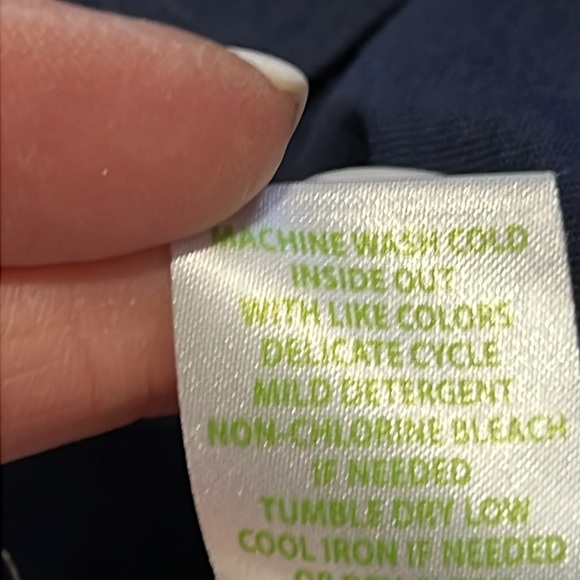 MACHINE WASH COLD
INSIDE OUT
WITH LIKE COLORS
DELICATE CYCLE
MILD DETERGENT
NON-CHLORINE BLEACH
IF NEEDED
TUMBLE DRY LOW
COOL IRON IF NEEDED